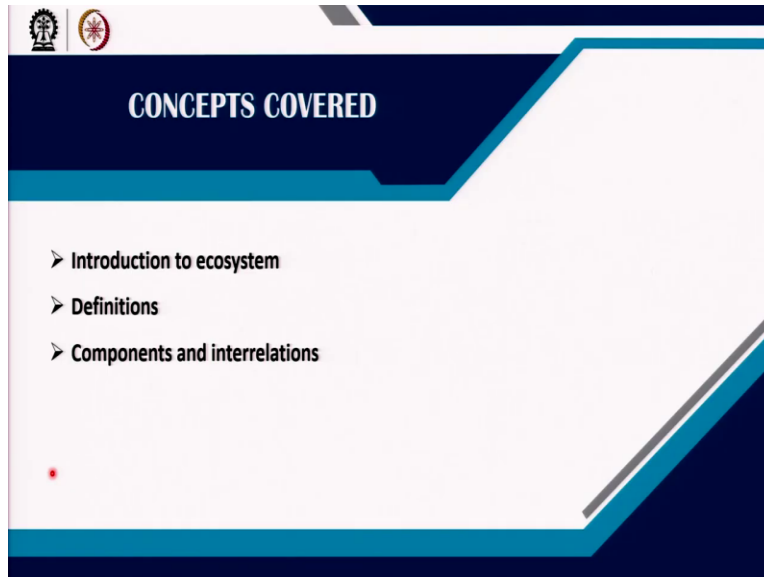 CONCEPTS COVERED
Introduction to ecosystem
Definitions
Components and interrelations